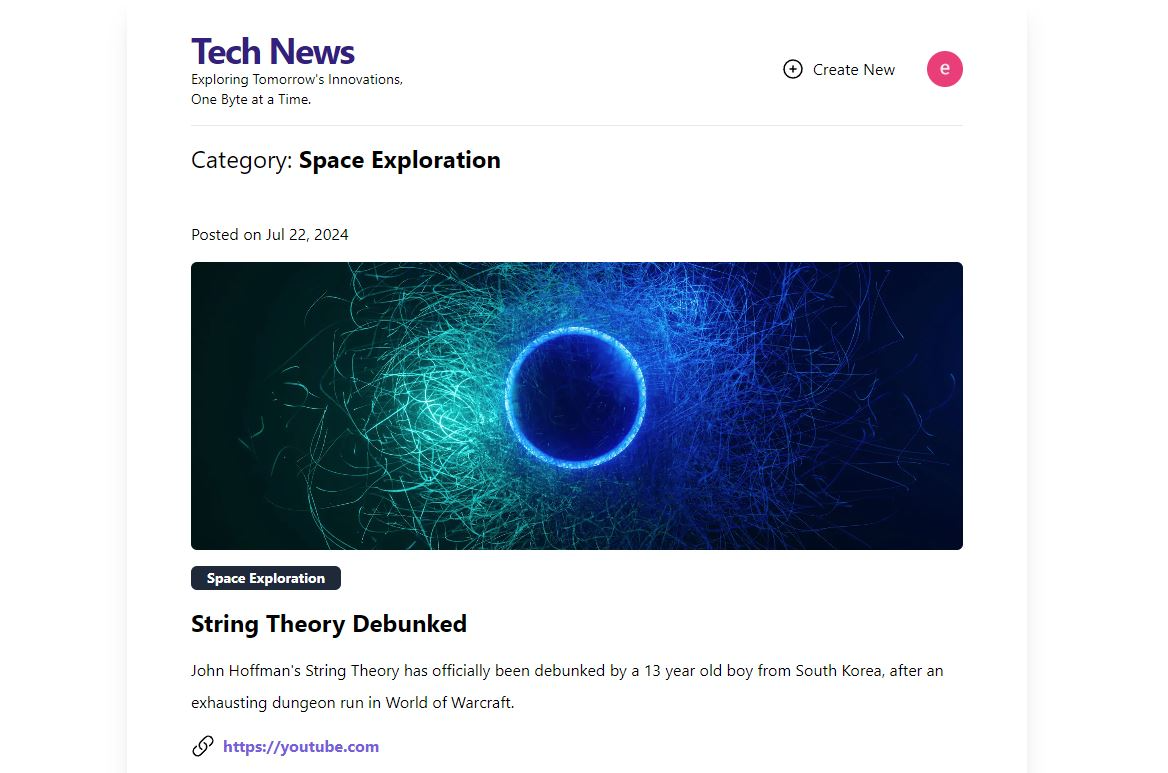 Tech News
Exploring Tomorrow's Innovations,
One Byte at a Time.
Create New
e
Category: Space Exploration
Posted on Jul 22, 2024
Space Exploration
String Theory Debunked
John Hoffman's String Theory has officially been debunked by a 13 year old boy from South Korea, after an
exhausting dungeon run in World of Warcraft.
https://youtube.com